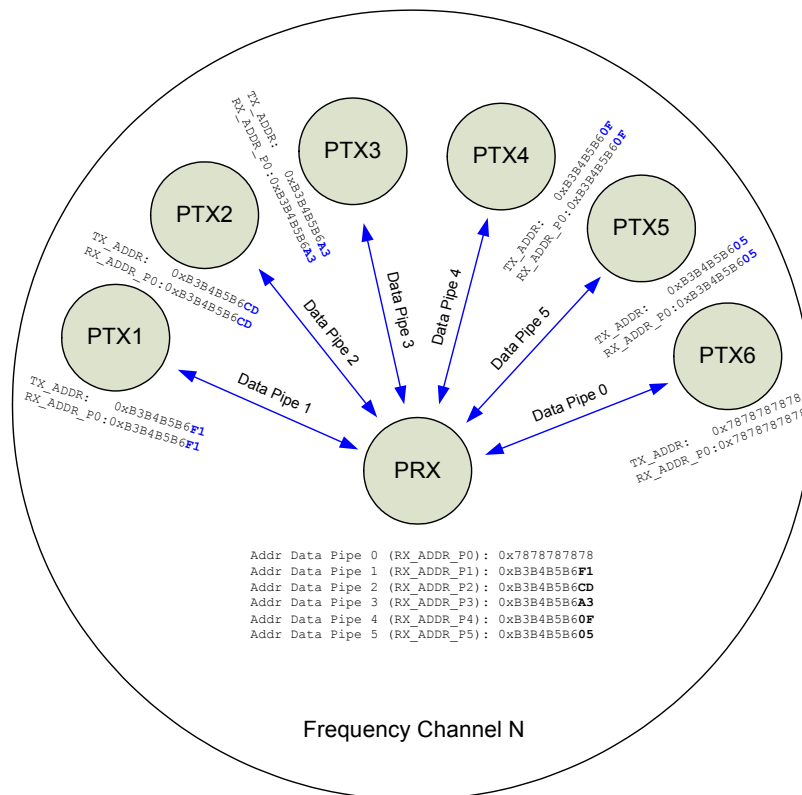 PTX3
PTX4
TX_ADDR: 0xB3B4B5B6A3
RX_ADDR_P0:0xB3B4B5B6A3
TX_ADDR: 0xB3B4B5B60F
RX_ADDR_P0:0xB3B4B5B60F
PTX2
PTX5
TX_ADDR: 0xB3B4B5B6CD
RX_ADDR_P0:0xB3B4B5B6CD
TX_ADDR: 0xB3B4B5B605
RX_ADDR_P0:0xB3B4B5B605
PTX1
PTX6
TX_ADDR: 0xB3B4B5B6F1
RX_ADDR_P0:0xB3B4B5B6F1
TX_ADDR: 0x7878787878
RX_ADDR_P0:0x7878787878
Data Pipe 1
Data Pipe 2
Data Pipe 3
Data Pipe 4
Data Pipe 5
Data Pipe 0
PRX
Addr Data Pipe 0 (RX_ADDR_P0): 0x7878787878
Addr Data Pipe 1 (RX_ADDR_P1): 0xB3B4B5B6F1
Addr Data Pipe 2 (RX_ADDR_P2): 0xB3B4B5B6CD
Addr Data Pipe 3 (RX_ADDR_P3): 0xB3B4B5B6A3
Addr Data Pipe 4 (RX_ADDR_P4): 0xB3B4B5B60F
Addr Data Pipe 5 (RX_ADDR_P5): 0xB3B4B5B605
Frequency Channel N